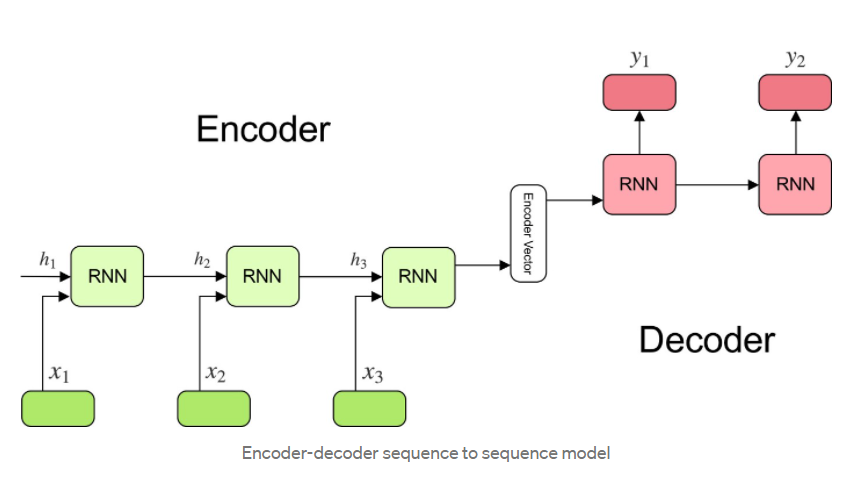 y₁ y₂
Encoder
RNN RNN
Encoder Vector
h₁ h₂ h₃
RNN RNN RNN
Decoder
x₁ x₂ x₃
Encoder-decoder sequence to sequence model